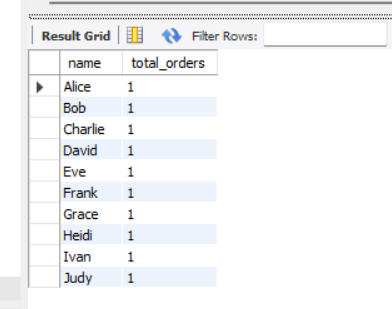 Result Grid Filter Rows:
name total_orders
Alice 1
Bob 1
Charlie 1
David 1
Eve 1
Frank 1
Grace 1
Heidi 1
Ivan 1
Judy 1